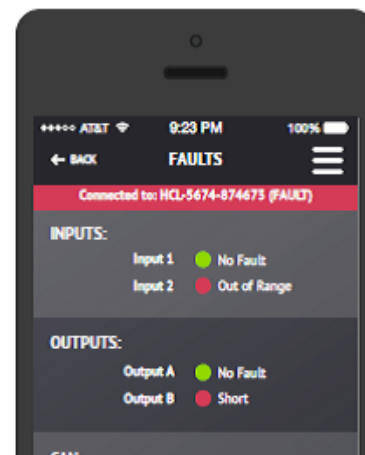 AT&T 9:23 PM 100%
← BACK FAULTS
Connected to: HCL-5674-874673 (FAULT)
INPUTS:
Input 1 No Fault
Input 2 Out of Range
OUTPUTS:
Output A No Fault
Output B Short
CAN